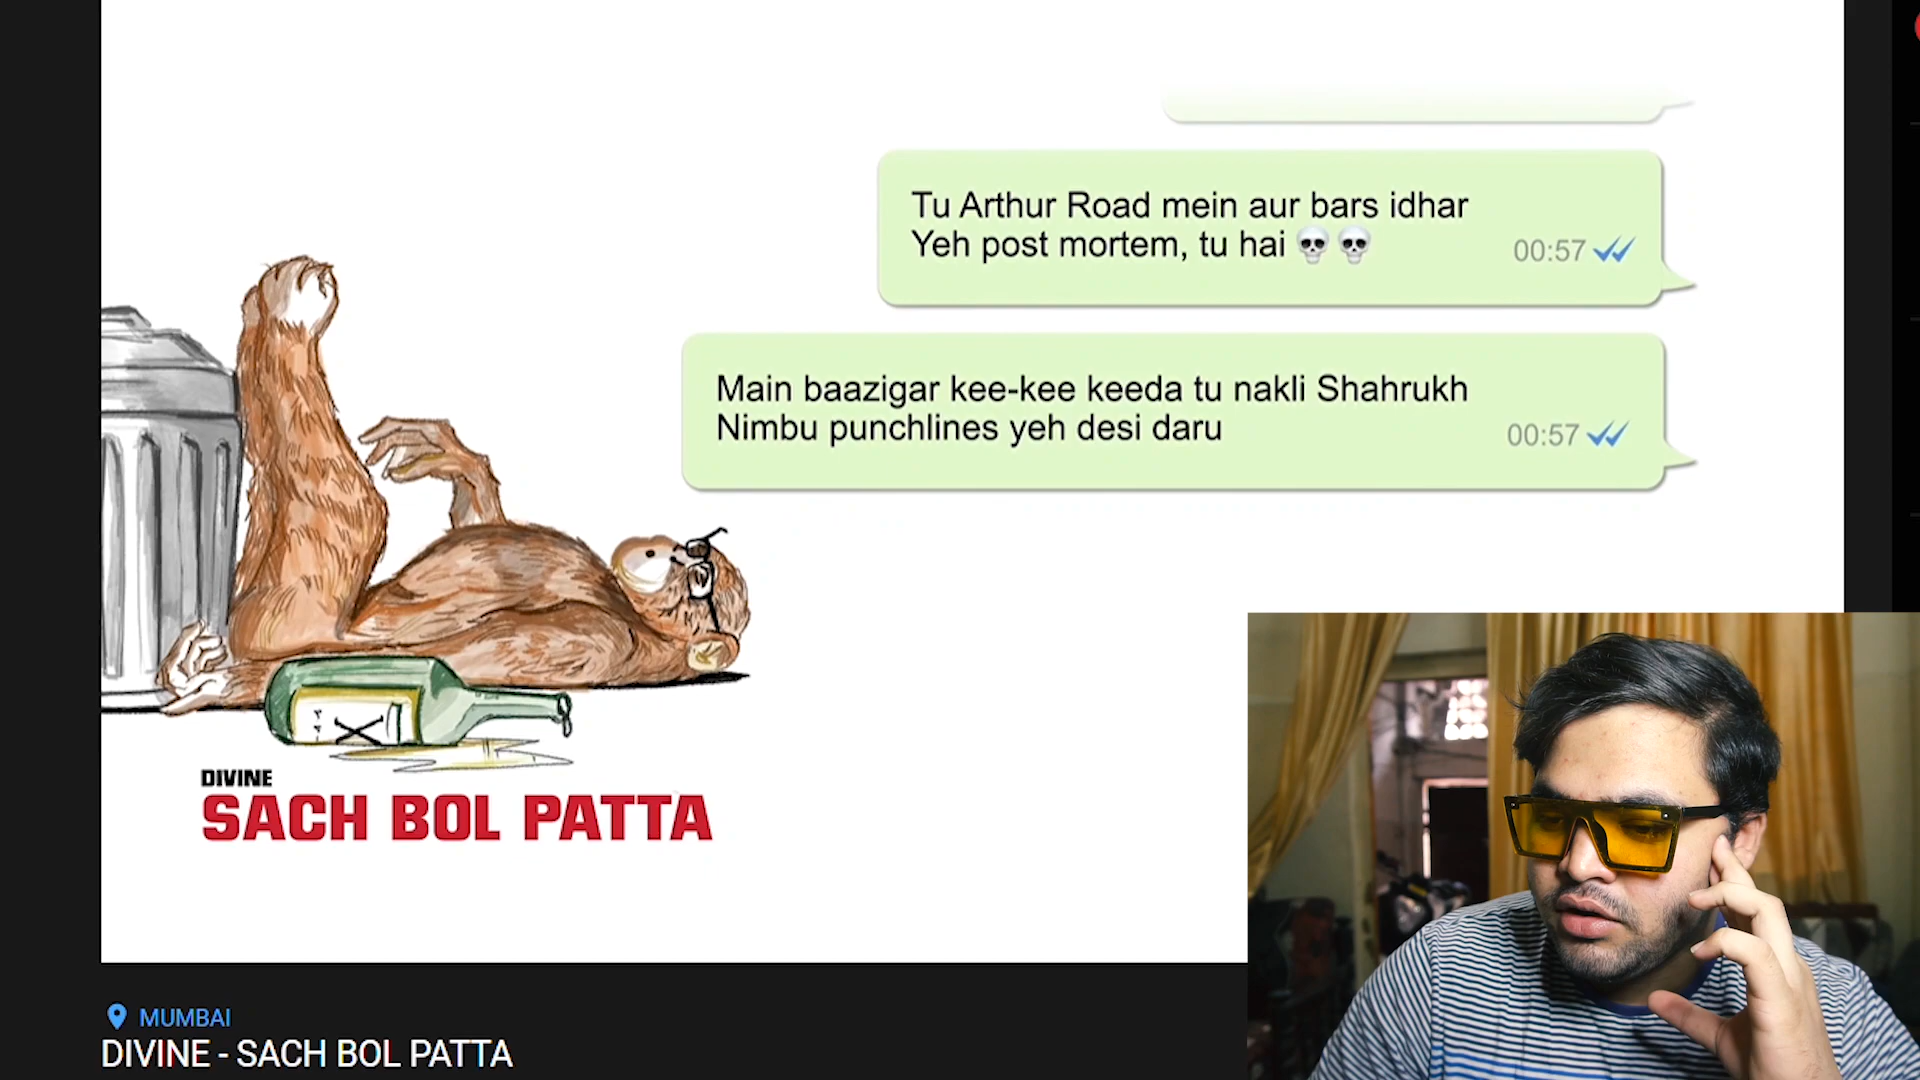 Tu Arthur Road mein aur bars idhar
Yeh post mortem, tu hai 💀💀
00:57
Main baazigar kee-kee keeda tu nakli Shahrukh
Nimbu punchlines yeh desi daru
00:57
DIVINE
SACH BOL PATTA
MUMBAI
DIVINE - SACH BOL PATTA